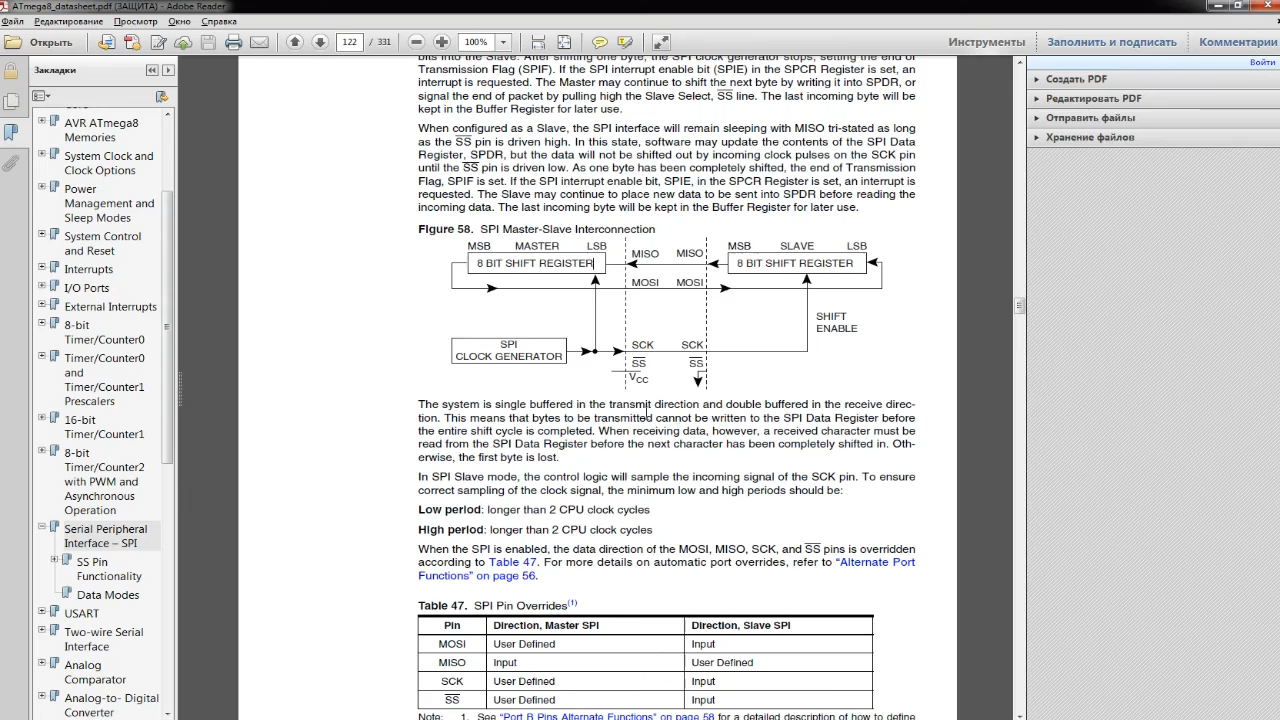 ATmega8_datasheet.pdf (ЗАЩИТА) - Adobe Reader
Файл Редактирование Просмотр Окно Справка
Открыть 122 / 331 100% Инструменты Заполнить и подписать Комментарии
Войти
Закладки
AVR ATmega8
Memories
System Clock and
Clock Options
Power
Management and
Sleep Modes
System Control
and Reset
Interrupts
I/O Ports
External Interrupts
8-bit
Timer/Counter0
Timer/Counter0
and
Timer/Counter1
Prescalers
16-bit
Timer/Counter1
8-bit
Timer/Counter2
with PWM and
Asynchronous
Operation
Serial Peripheral
Interface – SPI
SS Pin
Functionality
Data Modes
USART
Two-wire Serial
Interface
Analog
Comparator
Analog-to- Digital
Converter
bits into the Slave. After shifting one byte, the SPI clock generator stops, setting the end of
Transmission Flag (SPIF). If the SPI interrupt enable bit (SPIE) in the SPCR Register is set, an
interrupt is requested. The Master may continue to shift the next byte by writing it into SPDR, or
signal the end of packet by pulling high the Slave Select, SS line. The last incoming byte will be
kept in the Buffer Register for later use.
When configured as a Slave, the SPI interface will remain sleeping with MISO tri-stated as long
as the SS pin is driven high. In this state, software may update the contents of the SPI Data
Register, SPDR, but the data will not be shifted out by incoming clock pulses on the SCK pin
until the SS pin is driven low. As one byte has been completely shifted, the end of Transmission
Flag, SPIF is set. If the SPI interrupt enable bit, SPIE, in the SPCR Register is set, an interrupt is
requested. The Slave may continue to place new data to be sent into SPDR before reading the
incoming data. The last incoming byte will be kept in the Buffer Register for later use.
Figure 58. SPI Master-Slave Interconnection
MSB MASTER LSB
8 BIT SHIFT REGISTER
MISO MISO
MSB SLAVE LSB
8 BIT SHIFT REGISTER
MOSI MOSI
SHIFT
ENABLE
SPI
CLOCK GENERATOR
SCK SCK
SS SS
VCC
The system is single buffered in the transmit direction and double buffered in the receive direc-
tion. This means that bytes to be transmitted cannot be written to the SPI Data Register before
the entire shift cycle is completed. When receiving data, however, a received character must be
read from the SPI Data Register before the next character has been completely shifted in. Oth-
erwise, the first byte is lost.
In SPI Slave mode, the control logic will sample the incoming signal of the SCK pin. To ensure
correct sampling of the clock signal, the minimum low and high periods should be:
Low period: longer than 2 CPU clock cycles
High period: longer than 2 CPU clock cycles
When the SPI is enabled, the data direction of the MOSI, MISO, SCK, and SS pins is overridden
according to Table 47. For more details on automatic port overrides, refer to “Alternate Port
Functions” on page 56.
Table 47. SPI Pin Overrides(1)
Pin Direction, Master SPI Direction, Slave SPI
MOSI User Defined Input
MISO Input User Defined
SCK User Defined Input
SS User Defined Input
Note: 1. See “Port B Pins Alternate Functions” on page 58 for a detailed description of how to define
Создать PDF
Редактировать PDF
Отправить файлы
Хранение файлов